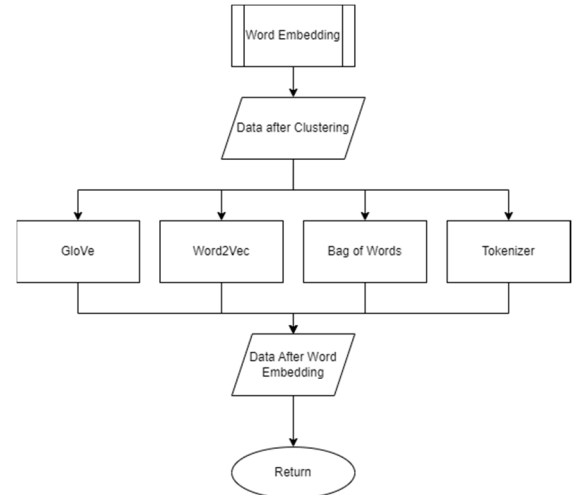 Word Embedding
Data after Clustering
GloVe
Word2Vec
Bag of Words
Tokenizer
Data After Word
Embedding
Return